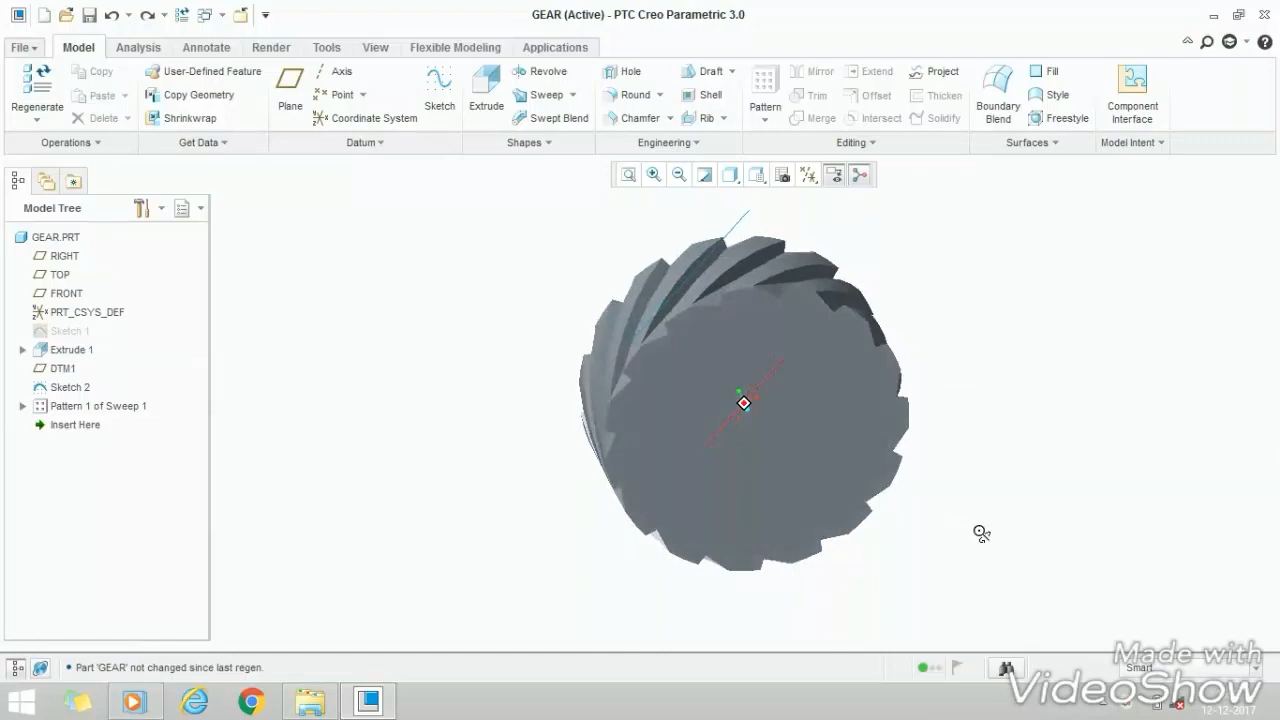 GEAR (Active) - PTC Creo Parametric 3.0
File Model Analysis Annotate Render Tools View Flexible Modeling Applications
Regenerate Copy Paste Delete
User-Defined Feature Copy Geometry Shrinkwrap
Plane Axis Point Coordinate System Sketch
Extrude Revolve Sweep Swept Blend
Hole Round Chamfer Draft Shell Rib
Pattern Mirror Trim Merge Extend Offset Intersect Project Thicken Solidify
Boundary Blend Fill Style Freestyle
Component Interface
Operations Get Data Datum Shapes Engineering Editing Surfaces Model Intent
Model Tree
GEAR.PRT
RIGHT
TOP
FRONT
PRT_CSYS_DEF
Sketch 1
Extrude 1
DTM1
Sketch 2
Pattern 1 of Sweep 1
Insert Here
Part 'GEAR' not changed since last regen.
Smart
Made with
VideoShow
12-12-2017